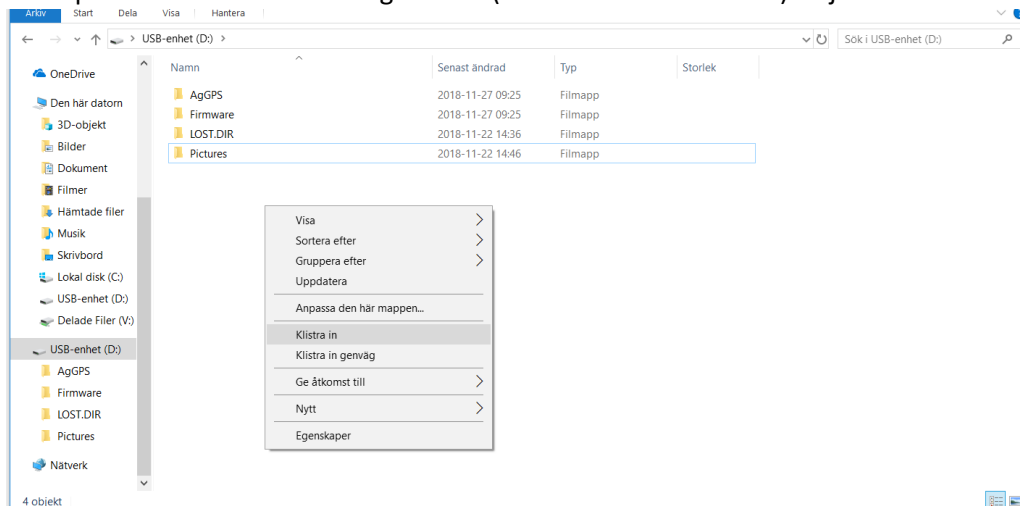 Arkiv Start Dela Visa Hantera
USB-enhet (D:)
Sök i USB-enhet (D:)
Namn Senast ändrad Typ Storlek
AgGPS 2018-11-27 09:25 Filmapp
Firmware 2018-11-27 09:25 Filmapp
LOST.DIR 2018-11-22 14:36 Filmapp
Pictures 2018-11-22 14:46 Filmapp
OneDrive
Den här datorn
3D-objekt
Bilder
Dokument
Filmer
Hämtade filer
Musik
Skrivbord
Lokal disk (C:)
USB-enhet (D:)
Delade Filer (V:)
USB-enhet (D:)
AgGPS
Firmware
LOST.DIR
Pictures
Nätverk
Visa
Sortera efter
Gruppera efter
Uppdatera
Anpassa den här mappen...
Klistra in
Klistra in genväg
Ge åtkomst till
Nytt
Egenskaper
4 objekt